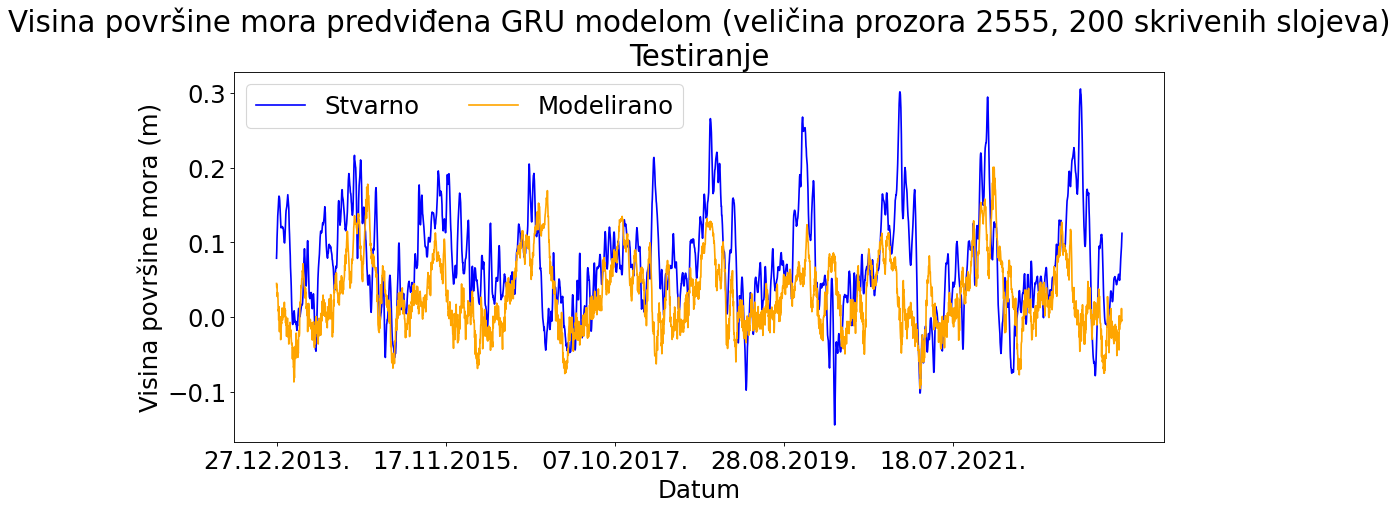 Visina površine mora predviđena GRU modelom (veličina prozora 2555, 200 skrivenih slojeva)
Testiranje
Stvarno
Modelirano
Visina površine mora (m)
0.3
0.2
0.1
0.0
−0.1
27.12.2013.
17.11.2015.
07.10.2017.
28.08.2019.
18.07.2021.
Datum